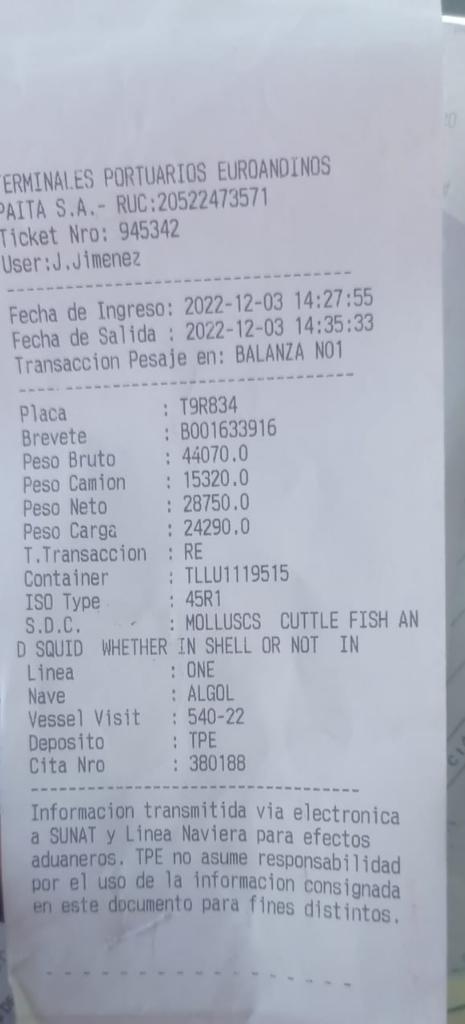 ERMINALES PORTUARIOS EUROANDINOS
PAITA S.A.- RUC:20522473571
Ticket Nro: 945342
User:J.Jimenez
Fecha de Ingreso: 2022-12-03 14:27:55
Fecha de Salida : 2022-12-03 14:35:33
Transaccion Pesaje en: BALANZA NO1
Placa : T9R834
Brevete : B001633916
Peso Bruto : 44070.0
Peso Camion : 15320.0
Peso Neto : 28750.0
Peso Carga : 24290.0
T.Transaccion : RE
Container : TLLU1119515
ISO Type : 45R1
S.D.C. : MOLLUSCS CUTTLE FISH AN
D SQUID WHETHER IN SHELL OR NOT IN
Linea : ONE
Nave : ALGOL
Vessel Visit : 540-22
Deposito : TPE
Cita Nro : 380188
Informacion transmitida via electronica
a SUNAT y Linea Naviera para efectos
aduaneros. TPE no asume responsabilidad
por el uso de la informacion consignada
en este documento para fines distintos.